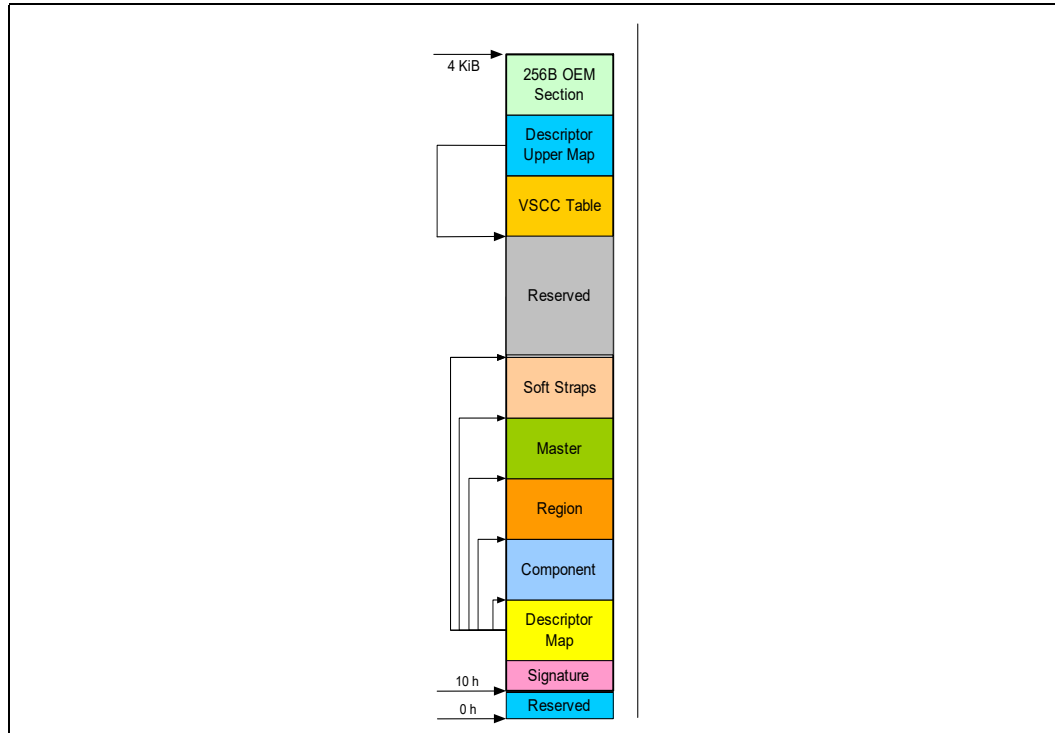 4 KiB
256B OEM
Section
Descriptor
Upper Map
VSCC Table
Reserved
Soft Straps
Master
Region
Component
Descriptor
Map
Signature
10 h
Reserved
0 h